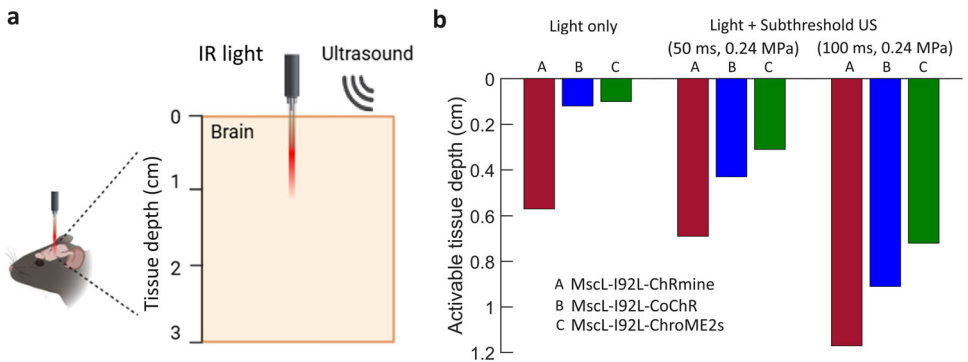 a
IR light
Ultrasound
Brain
0
1
2
3
Tissue depth (cm)
b
Light only
Light + Subthreshold US
(50 ms, 0.24 MPa) (100 ms, 0.24 MPa)
A B C A B C A B C
0
0.2
0.4
0.6
0.8
1
1.2
Activable tissue depth (cm)
A MscL-I92L-ChRmine
B MscL-I92L-CoChR
C MscL-I92L-ChroME2s